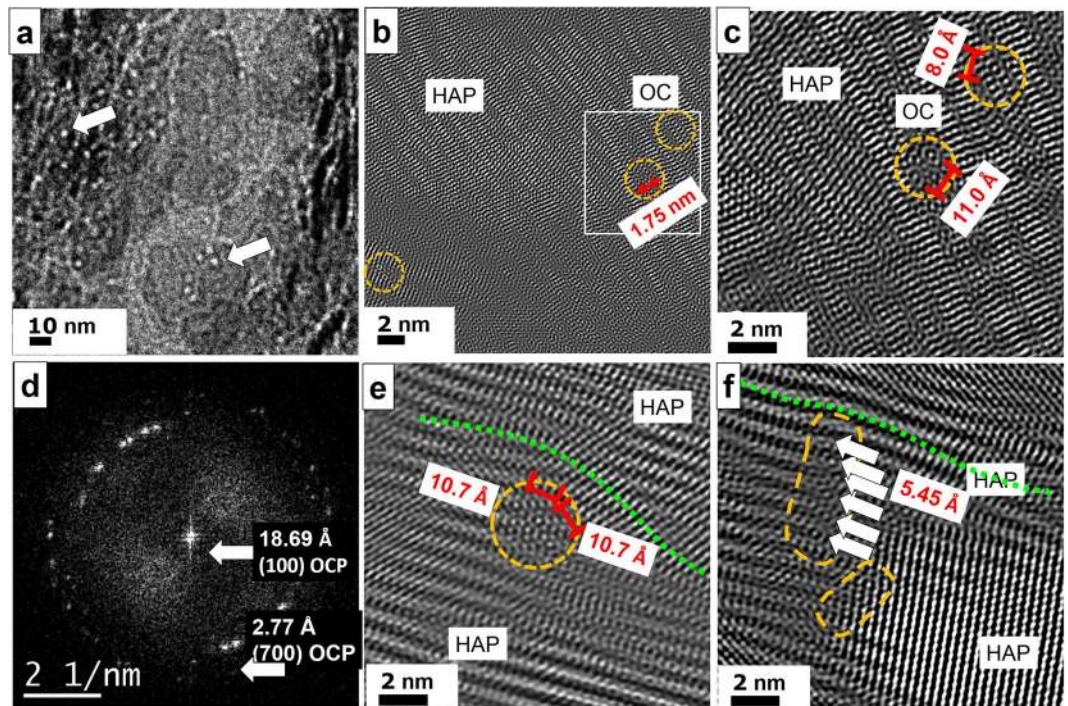 a
10 nm
b
HAP
OC
1.75 nm
2 nm
c
HAP
8.0 Å
OC
11.0 Å
2 nm
d
18.69 Å
(100) OCP
2.77 Å
(700) OCP
2 1/nm
e
HAP
10.7 Å
10.7 Å
HAP
2 nm
f
HAP
5.45 Å
HAP
2 nm